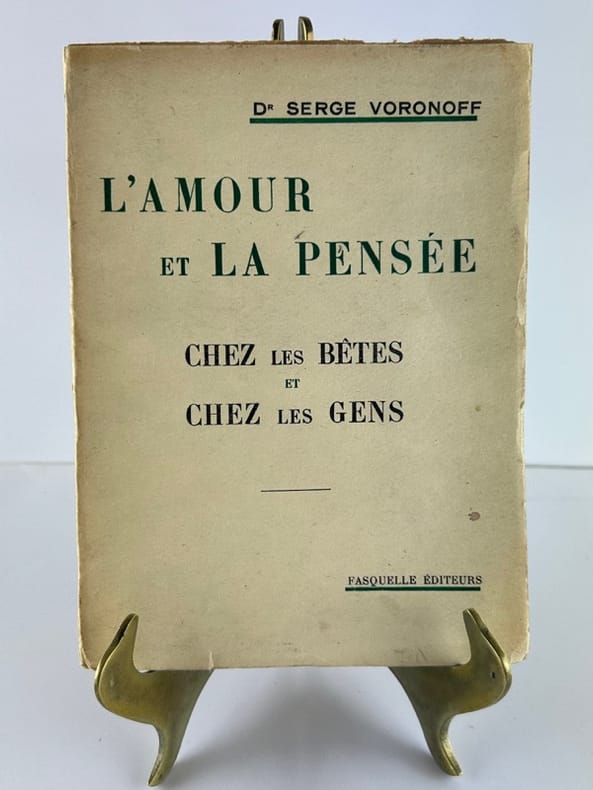 Dʳ SERGE VORONOFF
L'AMOUR
ET LA PENSÉE
CHEZ LES BÊTES
ET
CHEZ LES GENS
FASQUELLE ÉDITEURS